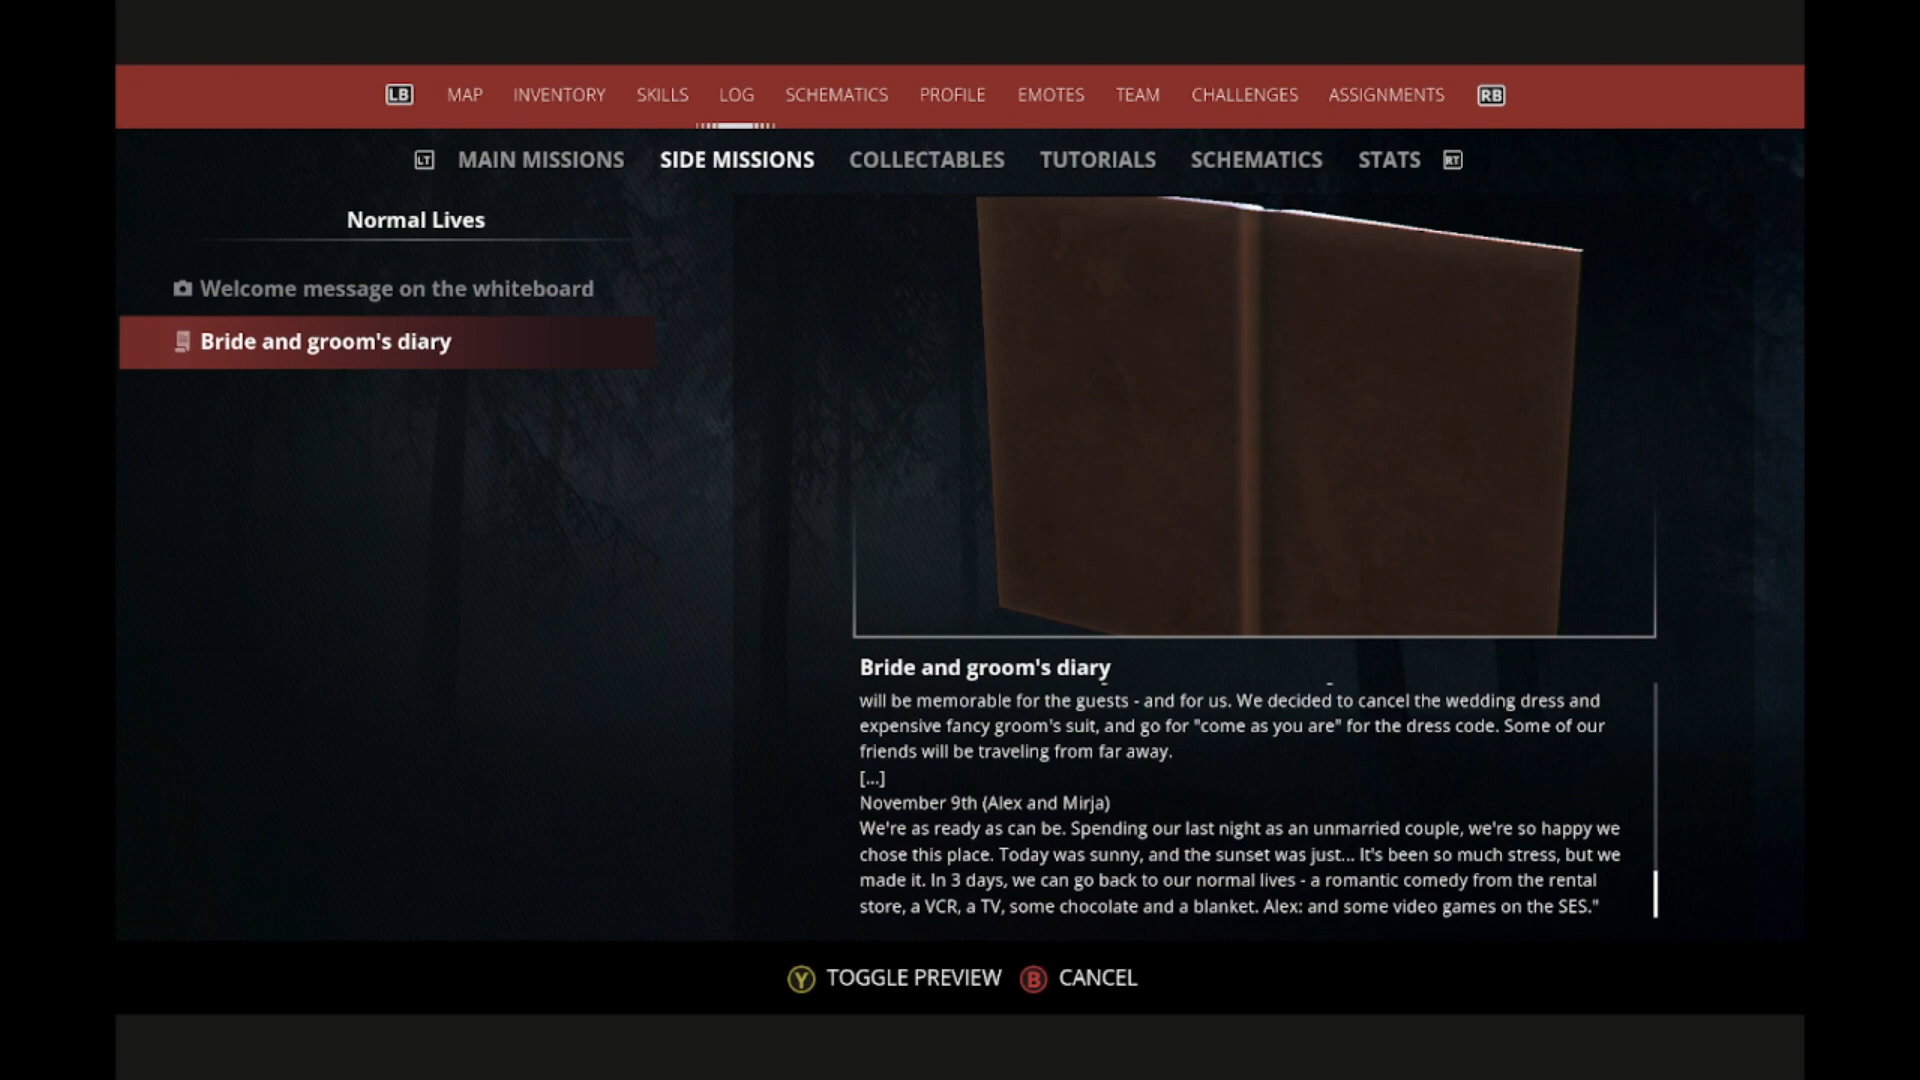 LB MAP INVENTORY SKILLS LOG SCHEMATICS PROFILE EMOTES TEAM CHALLENGES ASSIGNMENTS RB
LT MAIN MISSIONS SIDE MISSIONS COLLECTABLES TUTORIALS SCHEMATICS STATS RT
Normal Lives
Welcome message on the whiteboard
Bride and groom's diary
Bride and groom's diary
will be memorable for the guests - and for us. We decided to cancel the wedding dress and
expensive fancy groom's suit, and go for "come as you are" for the dress code. Some of our
friends will be traveling from far away.
[...]
November 9th (Alex and Mirja)
We're as ready as can be. Spending our last night as an unmarried couple, we're so happy we
chose this place. Today was sunny, and the sunset was just... It's been so much stress, but we
made it. In 3 days, we can go back to our normal lives - a romantic comedy from the rental
store, a VCR, a TV, some chocolate and a blanket. Alex: and some video games on the SES."
Y TOGGLE PREVIEW B CANCEL